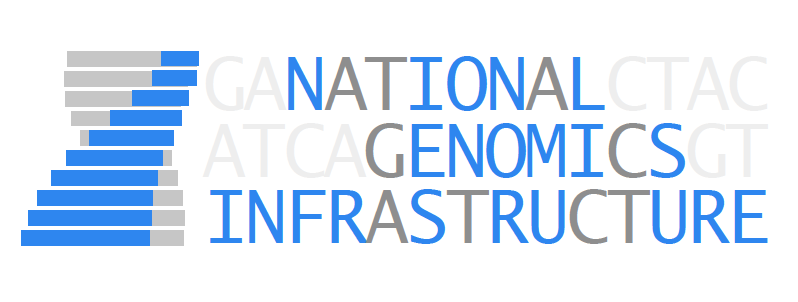 GANATIONALCTAC
ATCAGENOMICSGT
INFRASTRUCTURE